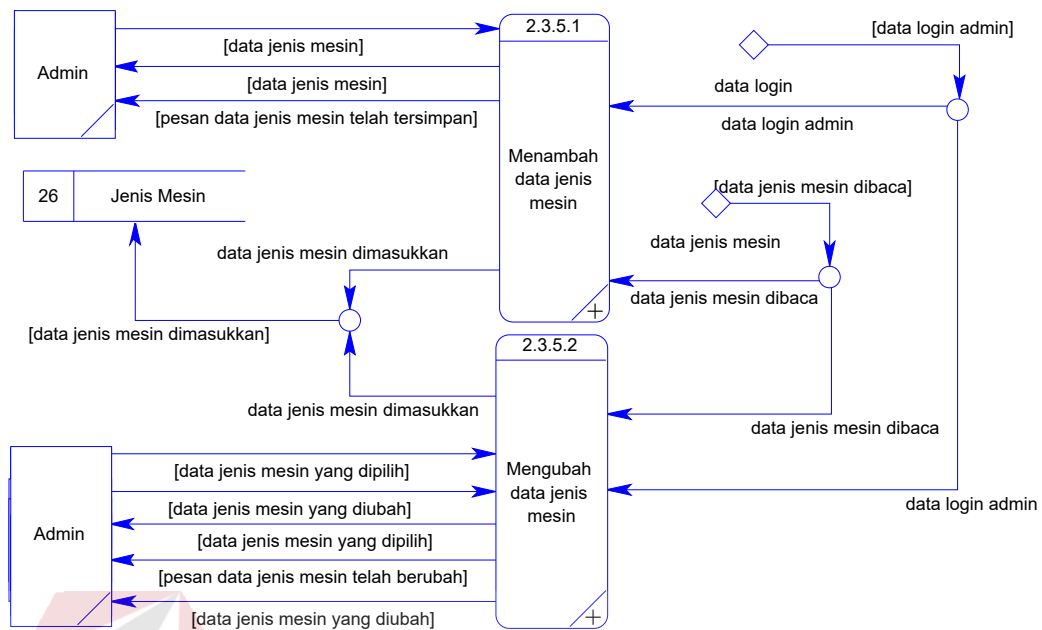 2.3.5.1
[data login admin]
[data jenis mesin]
Admin
[data jenis mesin]
data login
[pesan data jenis mesin telah tersimpan]
data login admin
Menambah
data jenis
mesin
26
Jenis Mesin
[data jenis mesin dibaca]
data jenis mesin
data jenis mesin dimasukkan
data jenis mesin dibaca
[data jenis mesin dimasukkan]
2.3.5.2
data jenis mesin dimasukkan
data jenis mesin dibaca
[data jenis mesin yang dipilih]
Mengubah
data jenis
mesin
data login admin
[data jenis mesin yang diubah]
Admin
[data jenis mesin yang dipilih]
[pesan data jenis mesin telah berubah]
[data jenis mesin yang diubah]